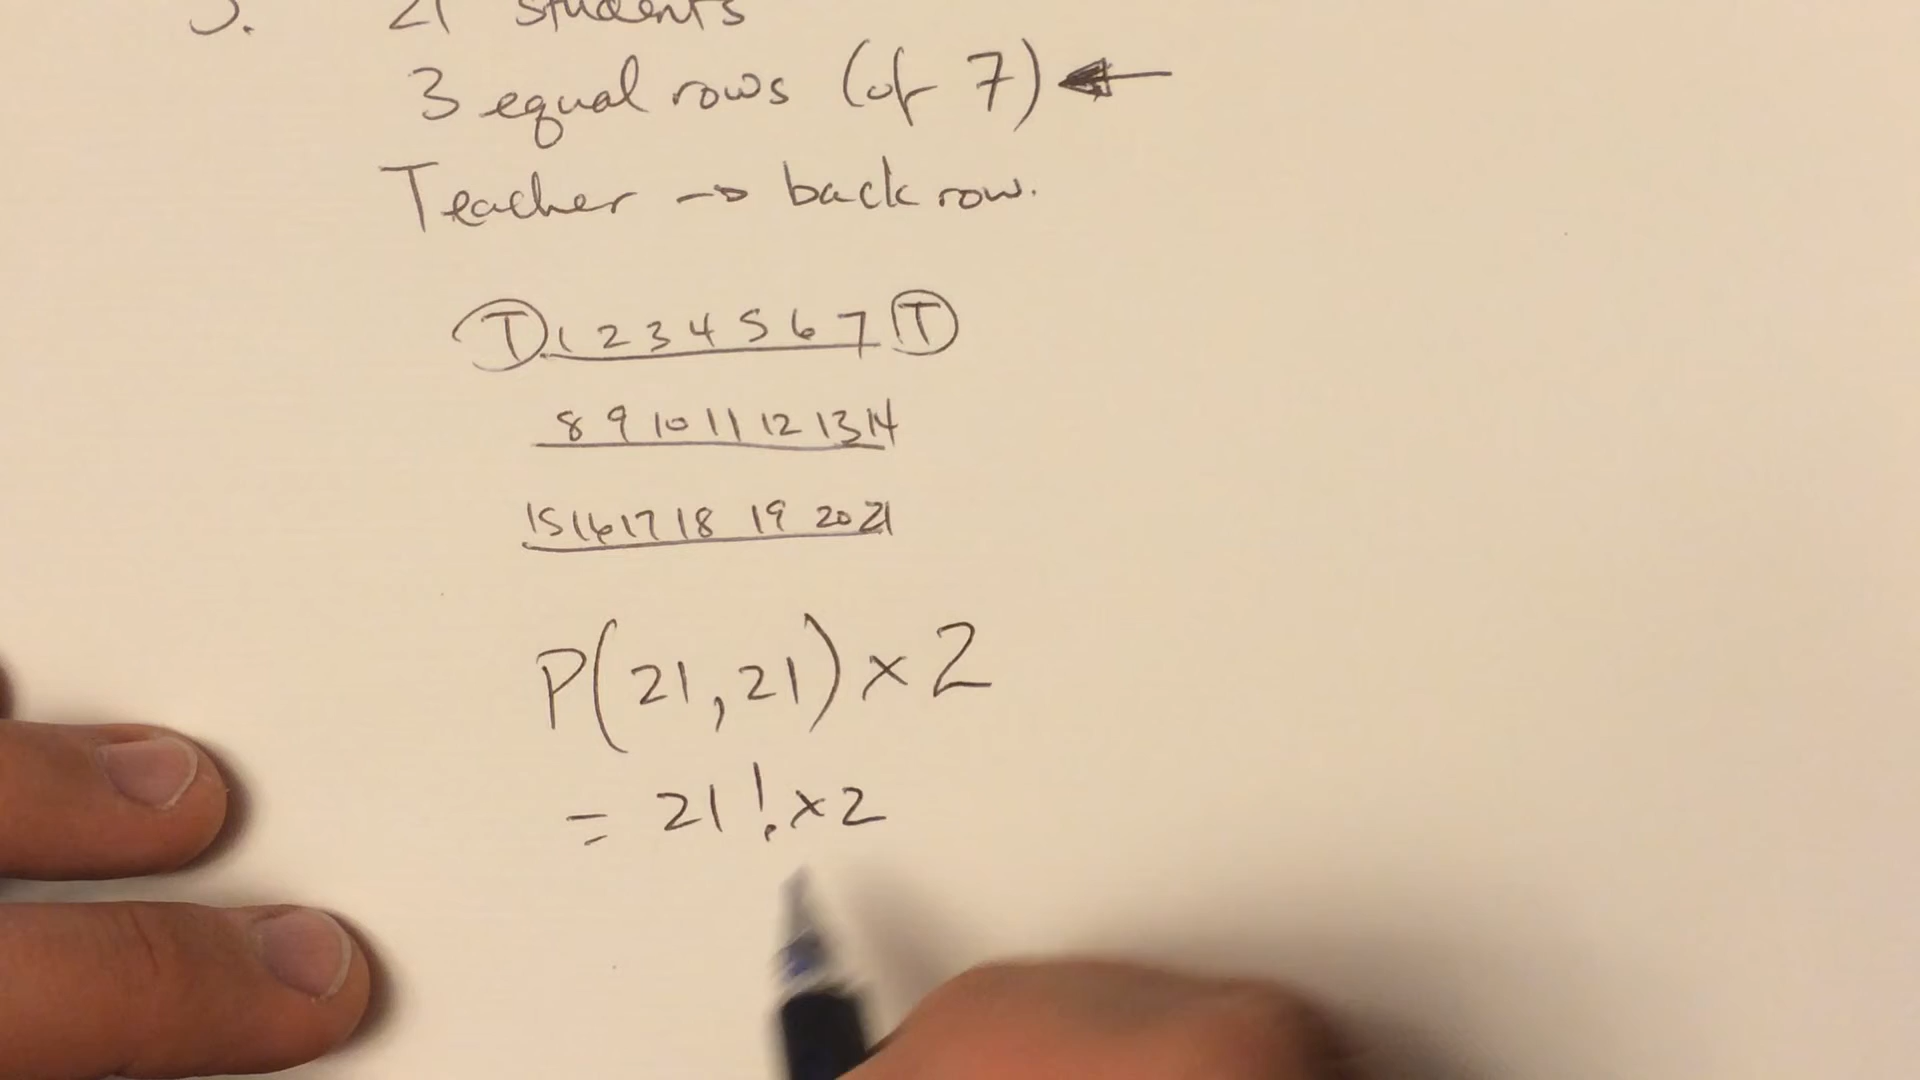 3. 21 students
3 equal rows (of 7) ←
Teacher → back row.
T 1 2 3 4 5 6 7 T
8 9 10 11 12 13 14
15 16 17 18 19 20 21
P(21,21) × 2
= 21! × 2